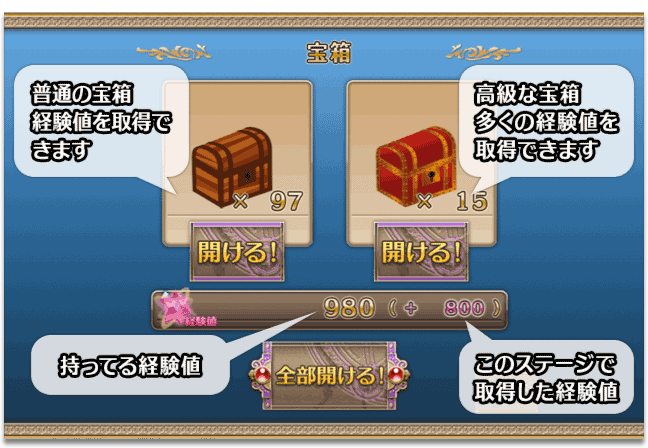 宝箱
普通の宝箱
経験値を取得で
きます
高級な宝箱
多くの経験値を
取得できます
× 97
× 15
開ける!
開ける!
経験値
980 (+ 800)
持ってる経験値
このステージで
取得した経験値
全部開ける!